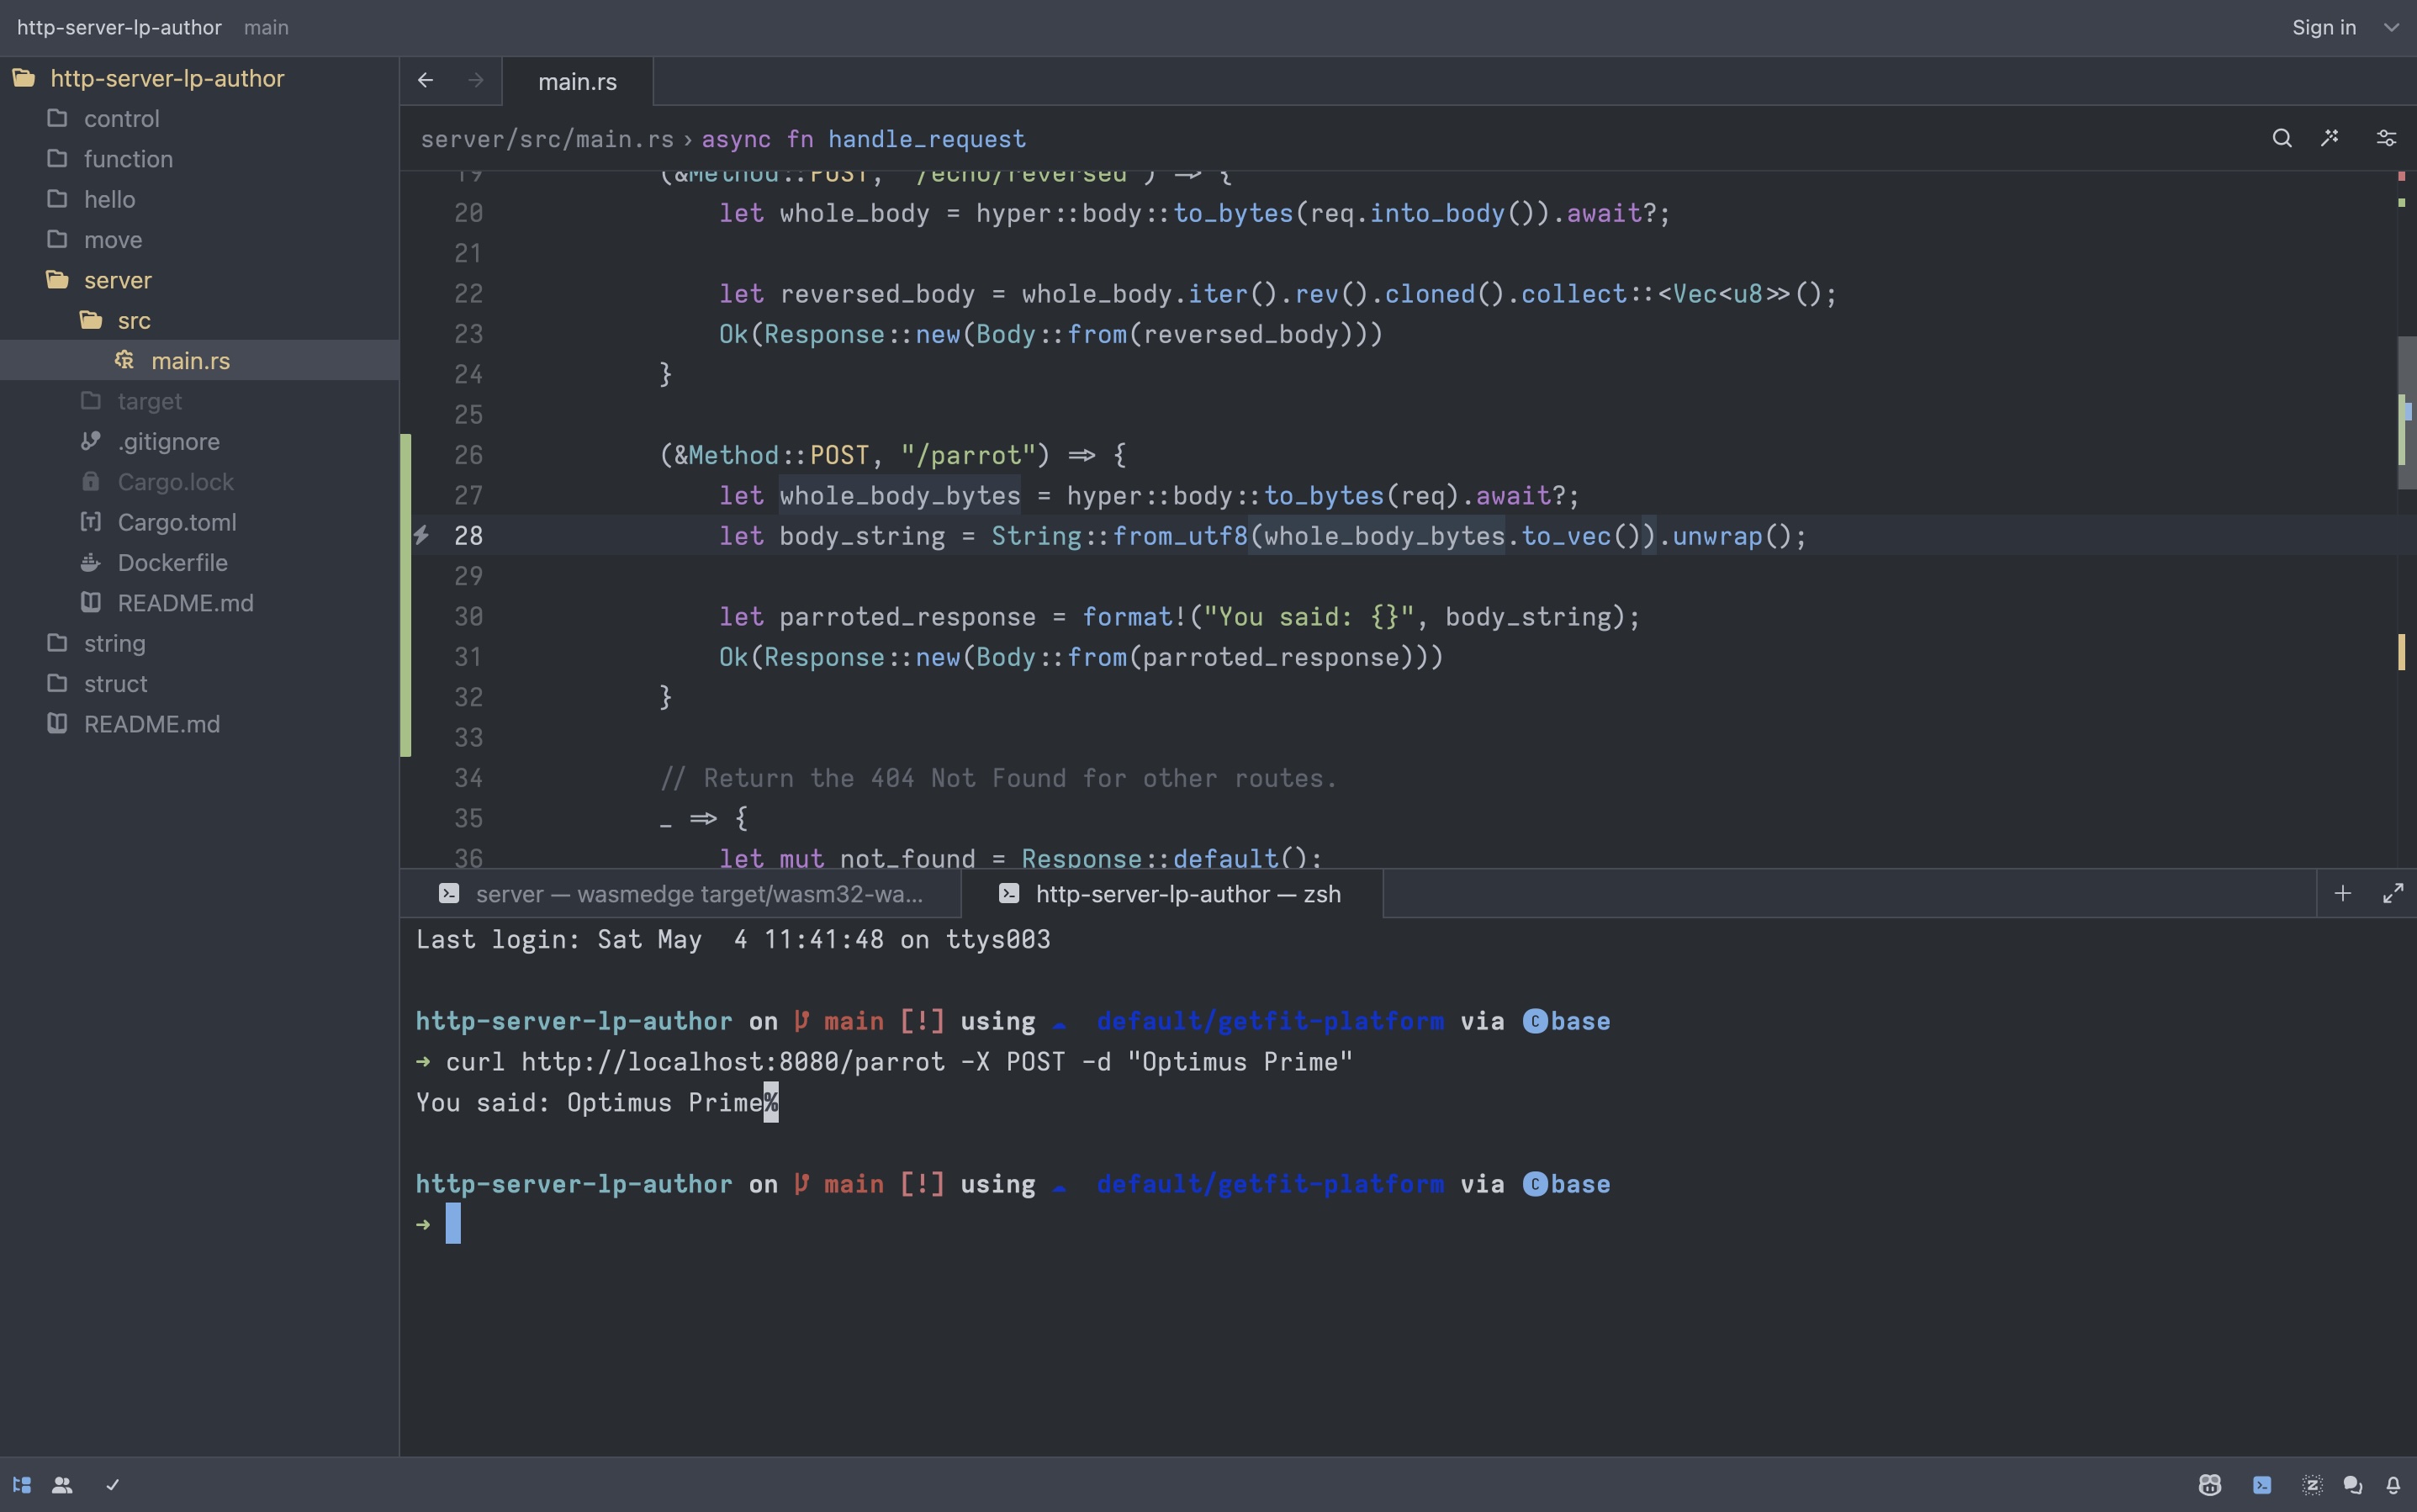 http-server-lp-author main
Sign in
http-server-lp-author
control
function
hello
move
server
src
main.rs
target
.gitignore
Cargo.lock
Cargo.toml
Dockerfile
README.md
string
struct
README.md
main.rs
server/src/main.rs › async fn handle_request
19 (&Method::POST, "/echo/reversed") => {
20 let whole_body = hyper::body::to_bytes(req.into_body()).await?;
21
22 let reversed_body = whole_body.iter().rev().cloned().collect::<Vec<u8>>();
23 Ok(Response::new(Body::from(reversed_body)))
24 }
25
26 (&Method::POST, "/parrot") => {
27 let whole_body_bytes = hyper::body::to_bytes(req).await?;
28 let body_string = String::from_utf8(whole_body_bytes.to_vec()).unwrap();
29
30 let parroted_response = format!("You said: {}", body_string);
31 Ok(Response::new(Body::from(parroted_response)))
32 }
33
34 // Return the 404 Not Found for other routes.
35 _ => {
36 let mut not_found = Response::default();
server — wasmedge target/wasm32-wa...
http-server-lp-author — zsh
Last login: Sat May  4 11:41:48 on ttys003
http-server-lp-author on main [!] using ☁ default/getfit-platform via C base
➜ curl http://localhost:8080/parrot -X POST -d "Optimus Prime"
You said: Optimus Prime%
http-server-lp-author on main [!] using ☁ default/getfit-platform via C base
➜